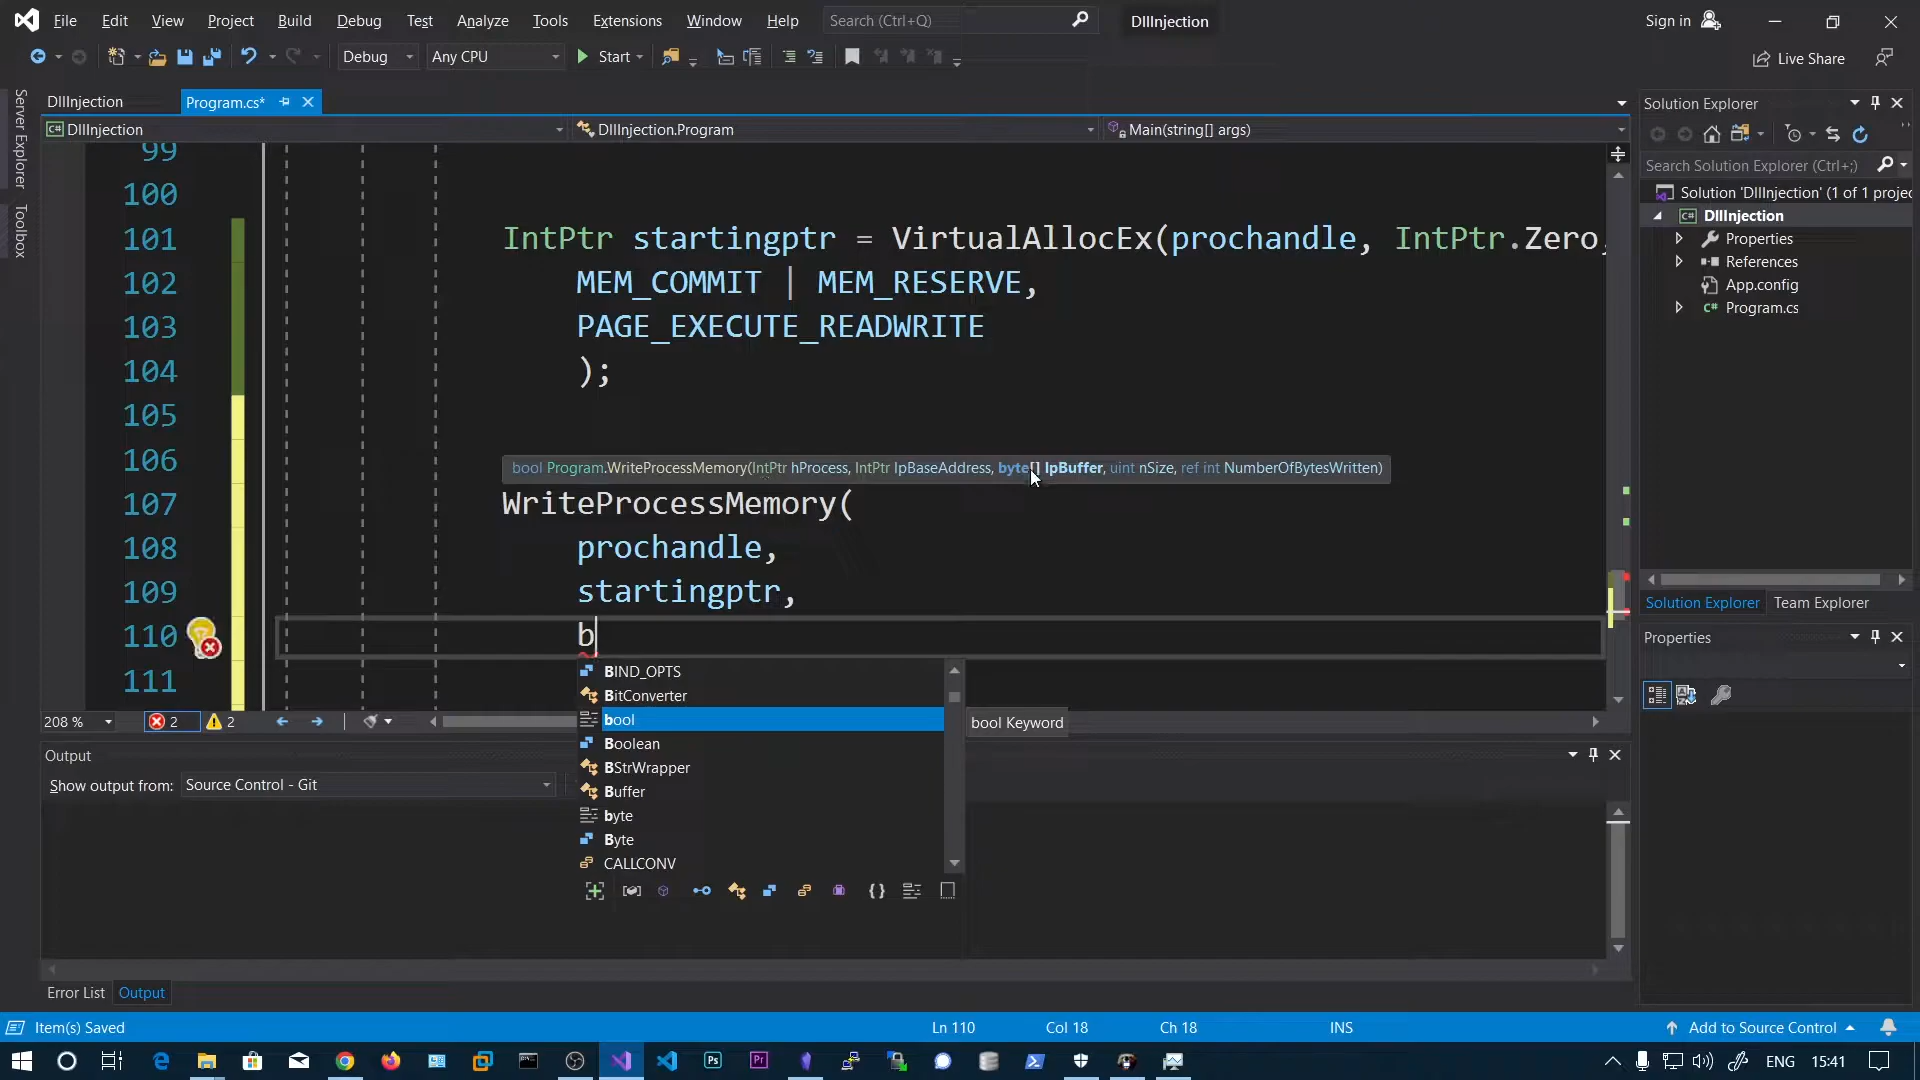 File Edit View Project Build Debug Test Analyze Tools Extensions Window Help Search (Ctrl+Q) DllInjection Sign in
Debug Any CPU Start Live Share
Server Explorer
Toolbox
DllInjection Program.cs*
DllInjection DllInjection.Program Main(string[] args)
99
100
101 IntPtr startingptr = VirtualAllocEx(prochandle, IntPtr.Zero,
102 MEM_COMMIT | MEM_RESERVE,
103 PAGE_EXECUTE_READWRITE
104 );
105
106 bool Program.WriteProcessMemory(IntPtr hProcess, IntPtr lpBaseAddress, byte[] lpBuffer, uint nSize, ref int NumberOfBytesWritten)
107 WriteProcessMemory(
108 prochandle,
109 startingptr,
110 b
111
BIND_OPTS
BitConverter
bool bool Keyword
Boolean
BStrWrapper
Buffer
byte
Byte
CALLCONV
208 % 2 2
Output
Show output from: Source Control - Git
Error List Output
Solution Explorer
Search Solution Explorer (Ctrl+;)
Solution 'DllInjection' (1 of 1 projec
DllInjection
Properties
References
App.config
Program.cs
Solution Explorer Team Explorer
Properties
Item(s) Saved Ln 110 Col 18 Ch 18 INS Add to Source Control
Ps Pr ENG 15:41